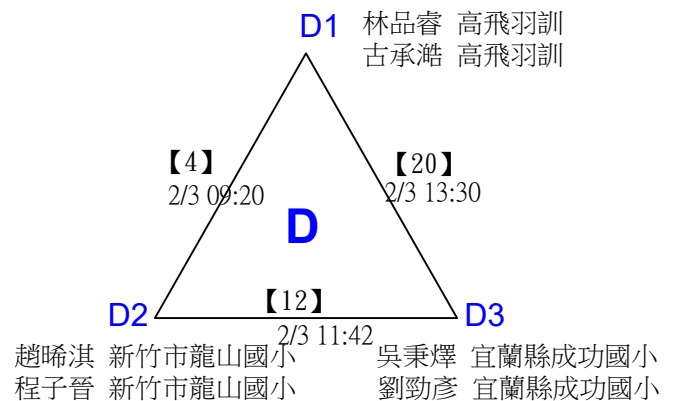 D1 林品睿 高飛羽訓
古承澔 高飛羽訓
【4】 【20】
2/3 09:20 2/3 13:30
D
【12】
D2 D3
2/3 11:42
趙晞淇 新竹市龍山國小 吳秉燡 宜蘭縣成功國小
程子晉 新竹市龍山國小 劉勁彥 宜蘭縣成功國小